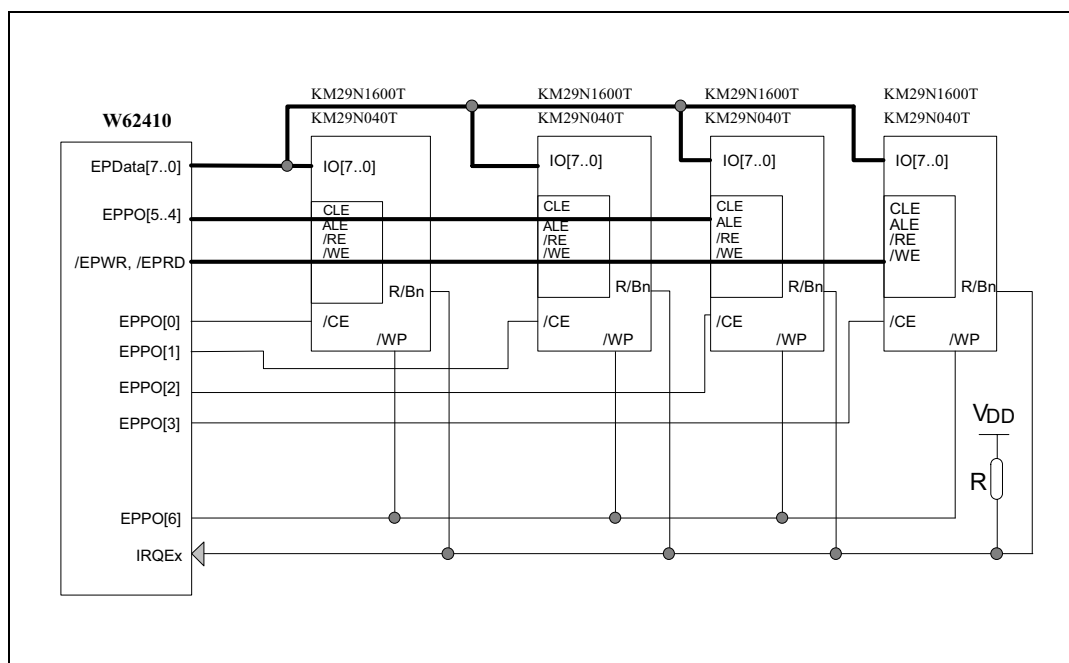 W62410
EPData[7..0]
EPPO[5..4]
/EPWR, /EPRD
EPPO[0]
EPPO[1]
EPPO[2]
EPPO[3]
EPPO[6]
IRQEx
KM29N1600T
KM29N040T
IO[7..0]
CLE
ALE
/RE
/WE
R/Bn
/CE
/WP
KM29N1600T
KM29N040T
IO[7..0]
CLE
ALE
/RE
/WE
R/Bn
/CE
/WP
KM29N1600T
KM29N040T
IO[7..0]
CLE
ALE
/RE
/WE
R/Bn
/CE
/WP
KM29N1600T
KM29N040T
IO[7..0]
CLE
ALE
/RE
/WE
R/Bn
/CE
/WP
VDD
R